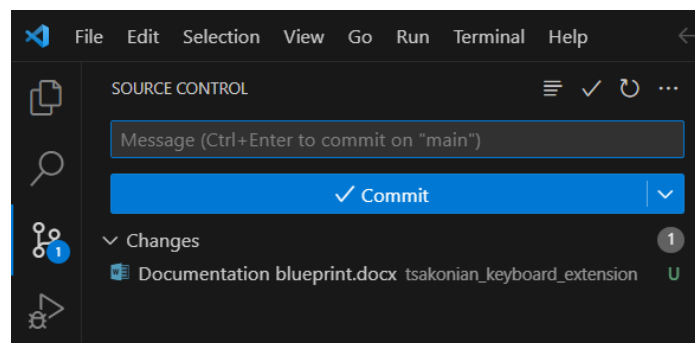 File Edit Selection View Go Run Terminal Help
SOURCE CONTROL
Message (Ctrl+Enter to commit on "main")
Commit
Changes 1
1
Documentation blueprint.docx tsakonian_keyboard_extension U